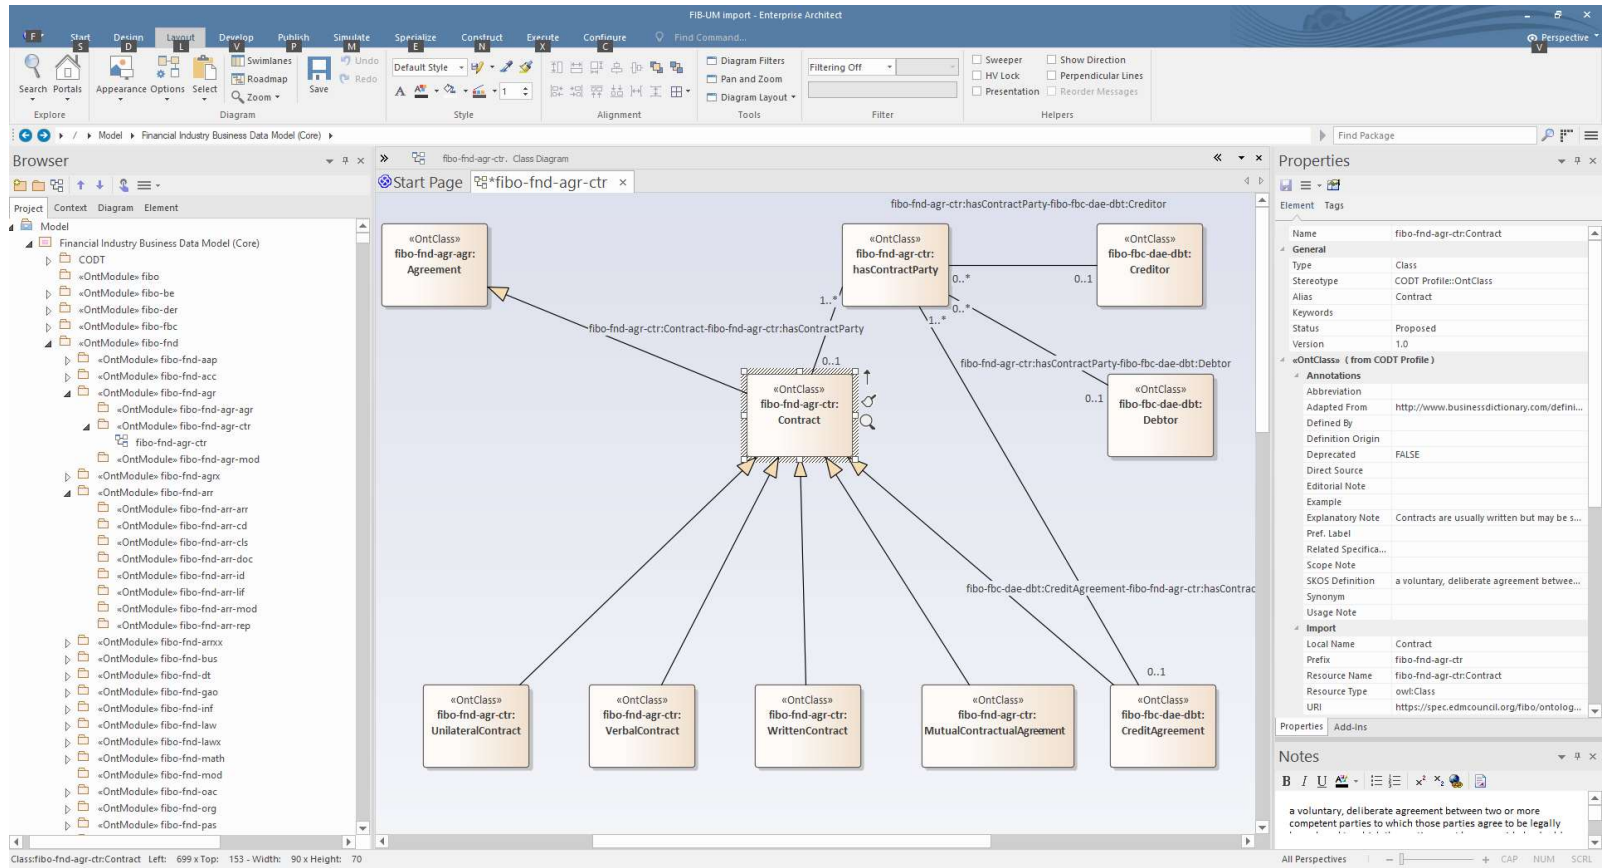 FIB-UM import - Enterprise Architect
F Start Design Layout Develop Publish Simulate Specialize Construct Execute Configure Find Command... Perspective
S D L V P M E N X C V
Search Portals Appearance Options Select Swimlanes Roadmap Zoom Save Undo Redo
Default Style
1
Diagram Filters
Pan and Zoom
Diagram Layout
Filtering Off
Sweeper Show Direction
HV Lock Perpendicular Lines
Presentation Reorder Messages
Explore Diagram Style Alignment Tools Filter Helpers
/ Model Financial Industry Business Data Model (Core) Find Package
Browser
Project Context Diagram Element
Model
Financial Industry Business Data Model (Core)
CODT
«OntModule» fibo
«OntModule» fibo-be
«OntModule» fibo-der
«OntModule» fibo-fbc
«OntModule» fibo-fnd
«OntModule» fibo-fnd-aap
«OntModule» fibo-fnd-acc
«OntModule» fibo-fnd-agr
«OntModule» fibo-fnd-agr-agr
«OntModule» fibo-fnd-agr-ctr
fibo-fnd-agr-ctr
«OntModule» fibo-fnd-agr-mod
«OntModule» fibo-fnd-agrx
«OntModule» fibo-fnd-arr
«OntModule» fibo-fnd-arr-arr
«OntModule» fibo-fnd-arr-cd
«OntModule» fibo-fnd-arr-cls
«OntModule» fibo-fnd-arr-doc
«OntModule» fibo-fnd-arr-id
«OntModule» fibo-fnd-arr-lif
«OntModule» fibo-fnd-arr-mod
«OntModule» fibo-fnd-arr-rep
«OntModule» fibo-fnd-arrxx
«OntModule» fibo-fnd-bus
«OntModule» fibo-fnd-dt
«OntModule» fibo-fnd-gao
«OntModule» fibo-fnd-inf
«OntModule» fibo-fnd-law
«OntModule» fibo-fnd-lawx
«OntModule» fibo-fnd-math
«OntModule» fibo-fnd-mod
«OntModule» fibo-fnd-oac
«OntModule» fibo-fnd-org
«OntModule» fibo-fnd-pas
fibo-fnd-agr-ctr. Class Diagram
Start Page *fibo-fnd-agr-ctr ×
fibo-fnd-agr-ctr:hasContractParty-fibo-fbc-dae-dbt:Creditor
«OntClass»
fibo-fnd-agr-agr:
Agreement
«OntClass»
fibo-fnd-agr-ctr:
hasContractParty
«OntClass»
fibo-fbc-dae-dbt:
Creditor
0..*
0..1
1..*
0..*
1..*
fibo-fnd-agr-ctr:Contract-fibo-fnd-agr-ctr:hasContractParty
0..1
fibo-fnd-agr-ctr:hasContractParty-fibo-fbc-dae-dbt:Debtor
«OntClass»
fibo-fnd-agr-ctr:
Contract
0..1
«OntClass»
fibo-fbc-dae-dbt:
Debtor
fibo-fbc-dae-dbt:CreditAgreement-fibo-fnd-agr-ctr:hasContrac
0..1
«OntClass»
fibo-fnd-agr-ctr:
UnilateralContract
«OntClass»
fibo-fnd-agr-ctr:
VerbalContract
«OntClass»
fibo-fnd-agr-ctr:
WrittenContract
«OntClass»
fibo-fnd-agr-ctr:
MutualContractualAgreement
«OntClass»
fibo-fbc-dae-dbt:
CreditAgreement
Properties
Element Tags
Name fibo-fnd-agr-ctr:Contract
General
Type Class
Stereotype CODT Profile::OntClass
Alias Contract
Keywords
Status Proposed
Version 1.0
«OntClass» (from CODT Profile)
Annotations
Abbreviation
Adapted From http://www.businessdictionary.com/defini...
Defined By
Definition Origin
Deprecated FALSE
Direct Source
Editorial Note
Example
Explanatory Note Contracts are usually written but may be s...
Pref. Label
Related Specifica...
Scope Note
SKOS Definition a voluntary, deliberate agreement betwee...
Synonym
Usage Note
Import
Local Name Contract
Prefix fibo-fnd-agr-ctr
Resource Name fibo-fnd-agr-ctr:Contract
Resource Type owl:Class
URI https://spec.edmcouncil.org/fibo/ontolog...
Properties Add-Ins
Notes
B I U A x² x₂
a voluntary, deliberate agreement between two or more
competent parties to which those parties agree to be legally
Class:fibo-fnd-agr-ctr:Contract Left: 699 x Top: 153 - Width: 90 x Height: 70
All Perspectives CAP NUM SCRL